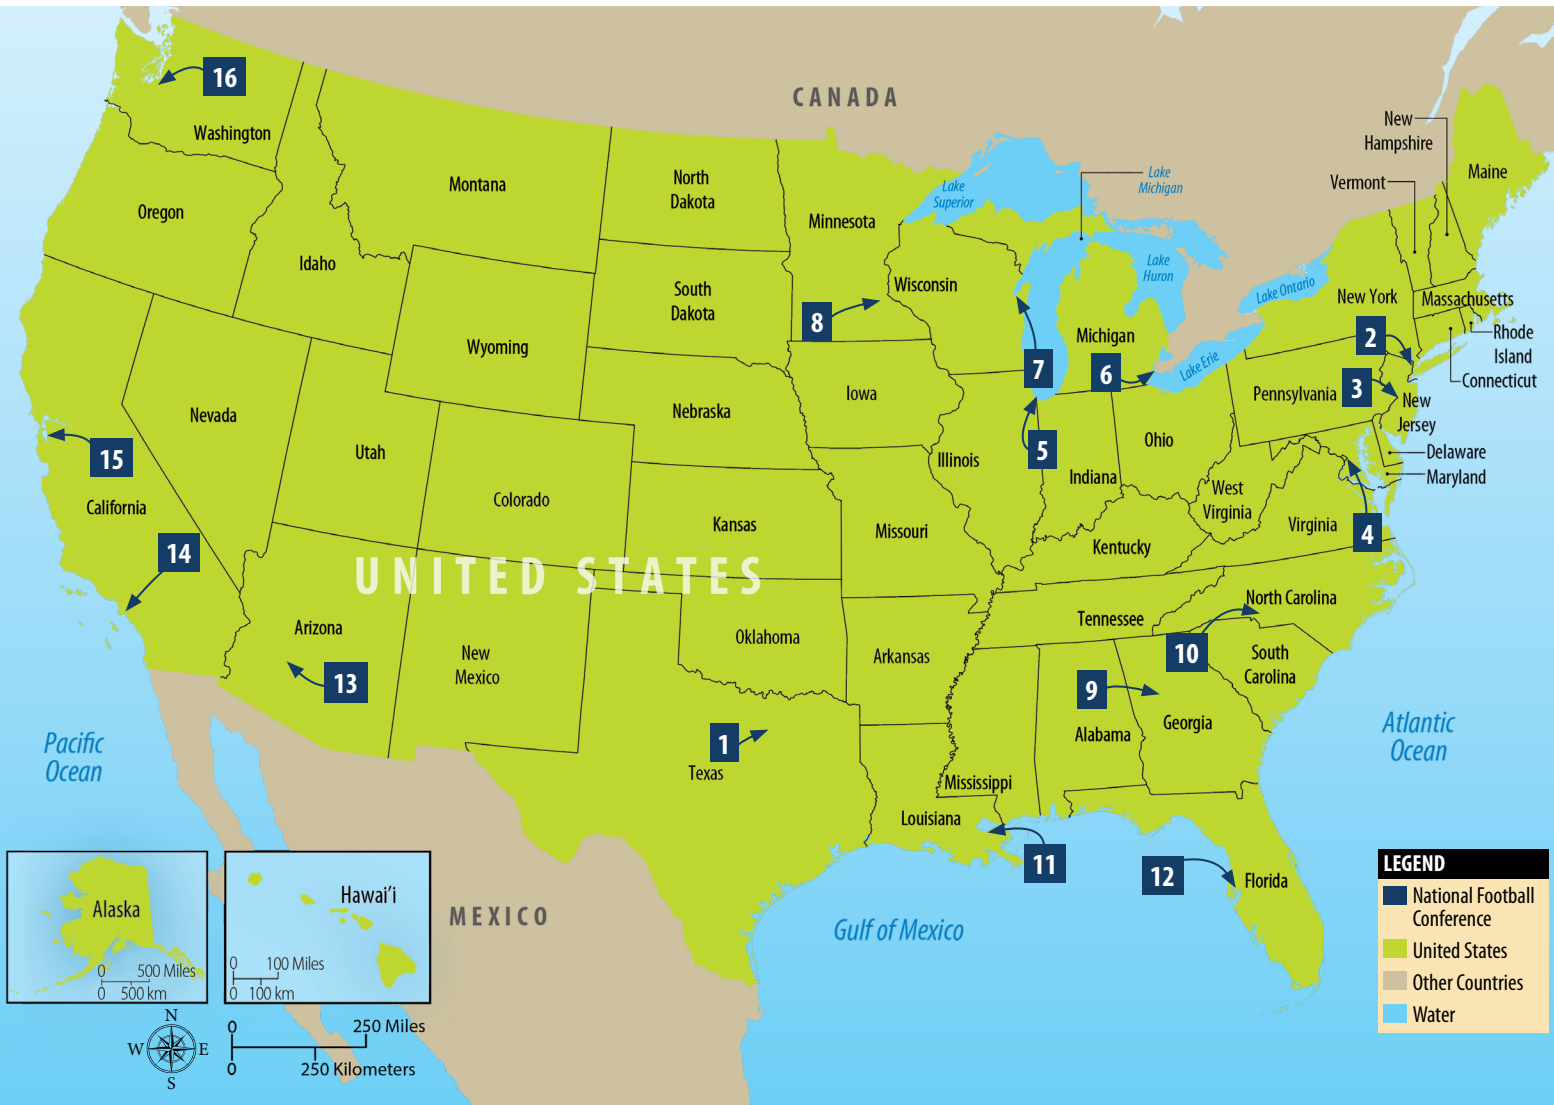 CANADA
16
Washington
Montana
North
Dakota
Minnesota
Lake
Superior
Lake
Michigan
New
Hampshire
Vermont
Maine
Oregon
Idaho
South
Dakota
8
Wisconsin
Lake
Huron
Lake Ontario
New York
Massachusetts
Wyoming
Michigan
7
6
Lake Erie
2
Rhode
Island
Connecticut
3
Pennsylvania
New
Jersey
Nevada
Nebraska
Iowa
Utah
15
Illinois
5
Indiana
Ohio
Delaware
Maryland
California
Colorado
Kansas
Missouri
West
Virginia
Virginia
4
14
Kentucky
UNITED STATES
Arizona
13
New
Mexico
Oklahoma
Arkansas
Tennessee
North Carolina
10
South
Carolina
9
Georgia
Alabama
1
Texas
Mississippi
Louisiana
11
12
Florida
Pacific
Ocean
Atlantic
Ocean
Gulf of Mexico
MEXICO
Alaska
0 500 Miles
0 500 km
Hawai’i
0 100 Miles
0 100 km
N
W E
S
0 250 Miles
0 250 Kilometers
LEGEND
National Football
Conference
United States
Other Countries
Water